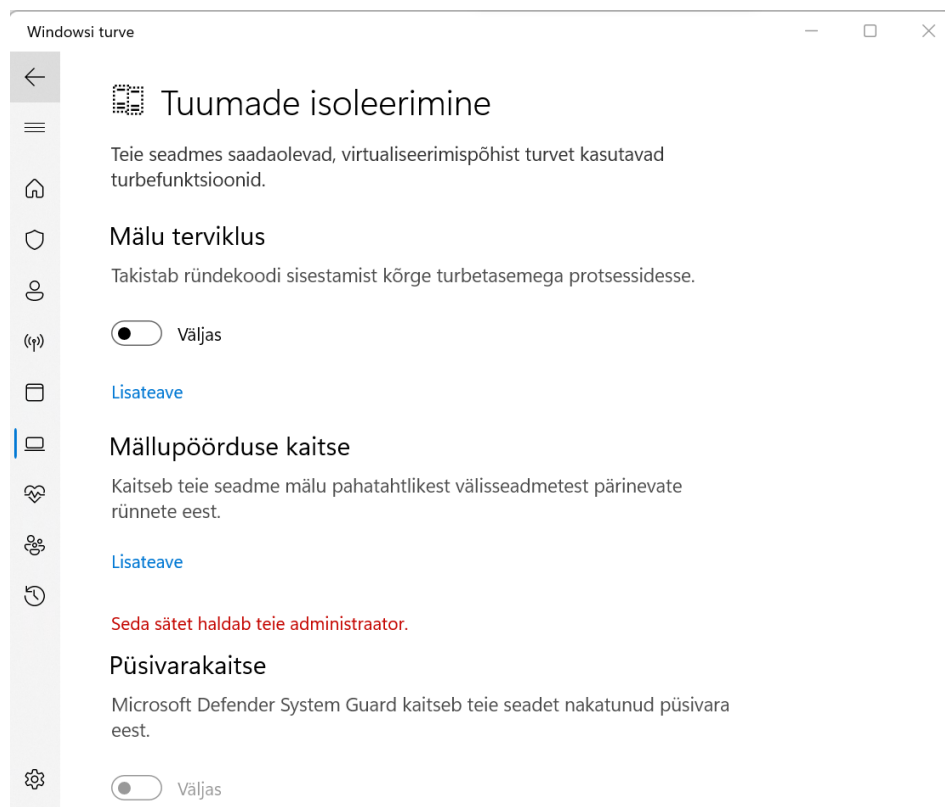 Windowsi turve
Tuumade isoleerimine
Teie seadmes saadaolevad, virtualiseerimispõhist turvet kasutavad
turbefunktsioonid.
Mälu terviklus
Takistab ründekoodi sisestamist kõrge turbetasemega protsessidesse.
Väljas
Lisateave
Mällupöörduse kaitse
Kaitseb teie seadme mälu pahatahtlikest välisseadmetest pärinevate
rünnete eest.
Lisateave
Seda sätet haldab teie administraator.
Püsivarakaitse
Microsoft Defender System Guard kaitseb teie seadet nakatunud püsivara
eest.
Väljas